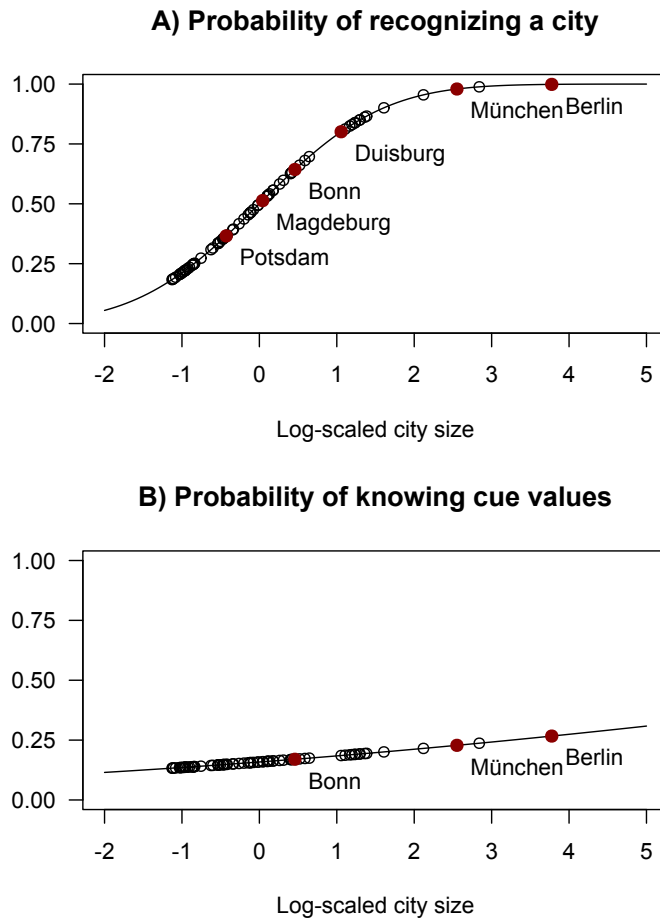 A) Probability of recognizing a city
1.00
0.75
0.50
0.25
0.00
München
Berlin
Duisburg
Bonn
Magdeburg
Potsdam
-2 -1 0 1 2 3 4 5
Log-scaled city size
B) Probability of knowing cue values
1.00
0.75
0.50
0.25
0.00
Berlin
München
Bonn
-2 -1 0 1 2 3 4 5
Log-scaled city size